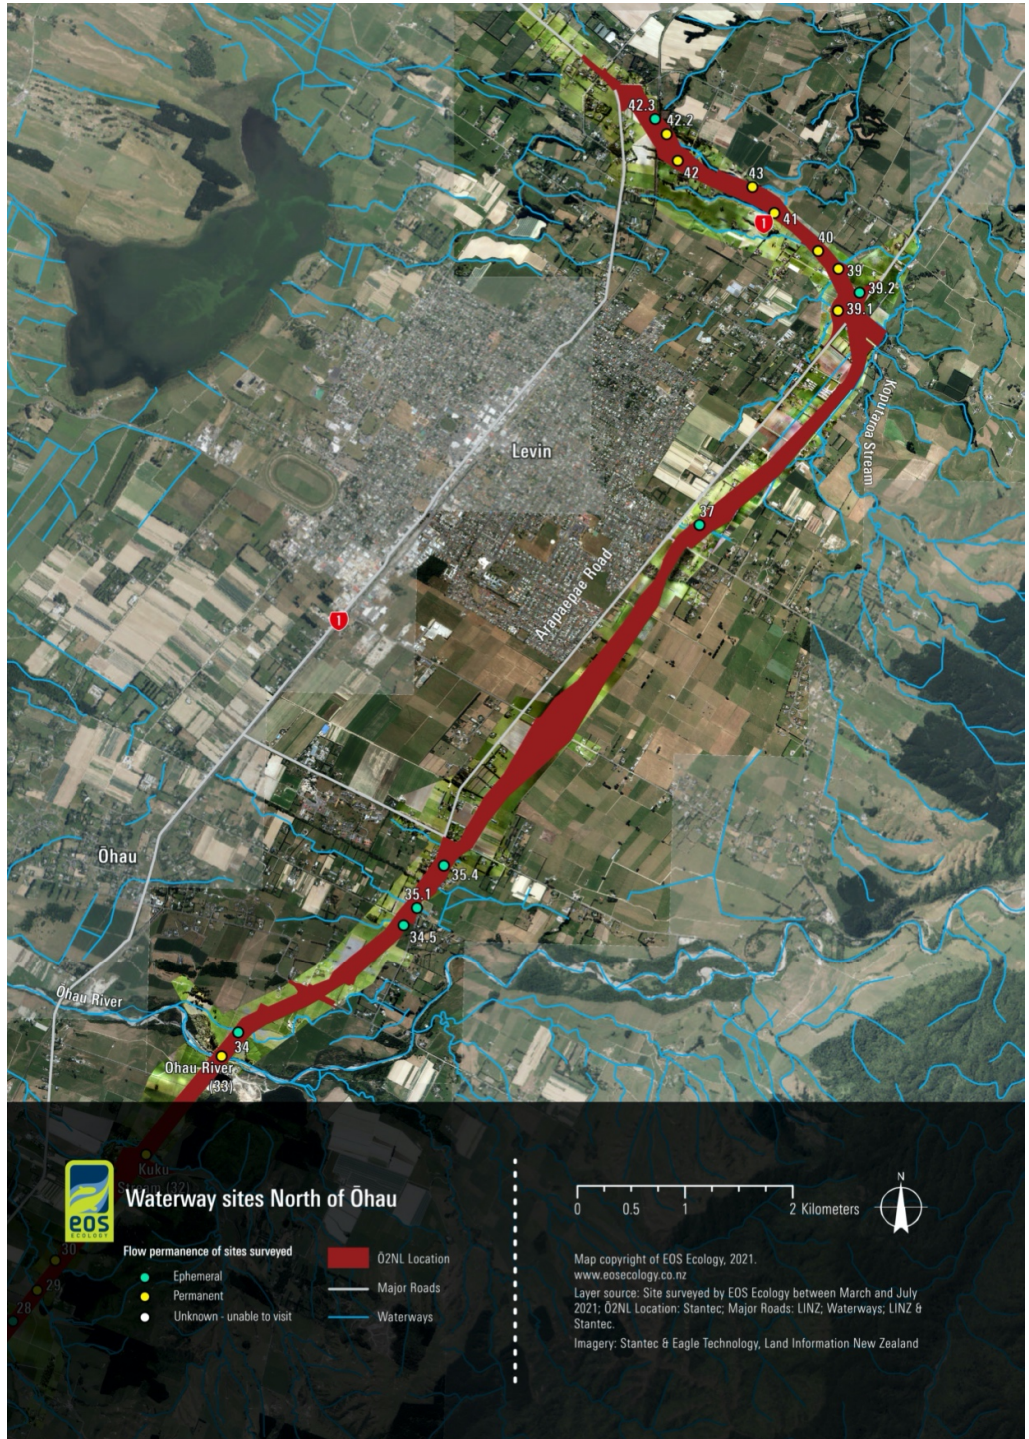 42.3
42.2
42
43
1
41
40
39
39.2
39.1
Koputaroa Stream
Levin
37
Arapaepae Road
1
Ōhau
35.4
35.1
34.5
Ōhau River
34
Ohau River
(33)
Kuku
Stream (32)
30
29
28
eos
ECOLOGY
Waterway sites North of Ōhau
Flow permanence of sites surveyed
Ephemeral
Permanent
Unknown - unable to visit
Ō2NL Location
Major Roads
Waterways
0 0.5 1 2 Kilometers
N
Map copyright of EOS Ecology, 2021.
www.eosecology.co.nz
Layer source: Site surveyed by EOS Ecology between March and July
2021; Ō2NL Location: Stantec; Major Roads: LINZ; Waterways; LINZ &
Stantec.
Imagery: Stantec & Eagle Technology, Land Information New Zealand